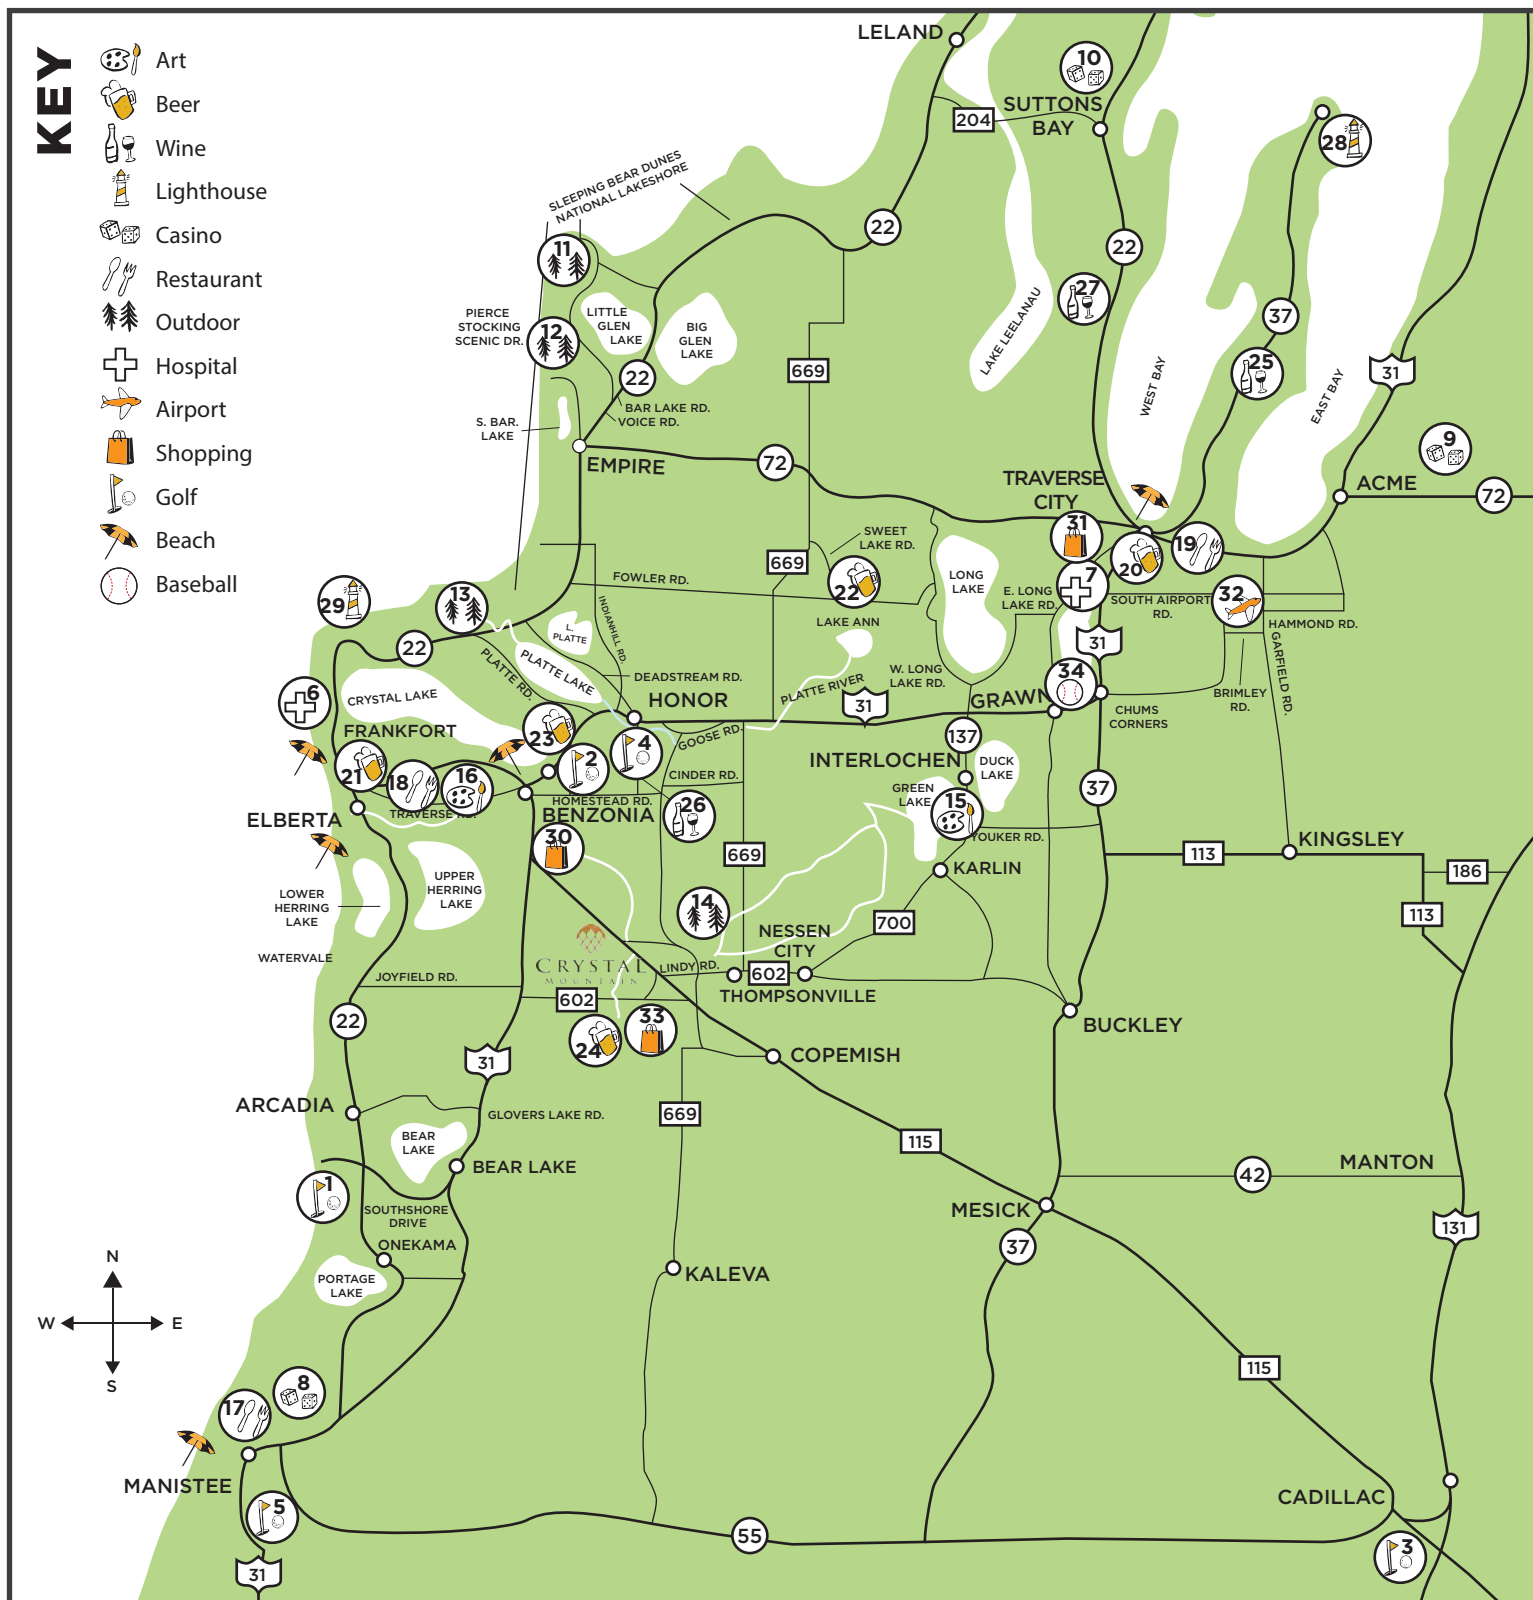 KEY
Art
Beer
Wine
Lighthouse
Casino
Restaurant
Outdoor
Hospital
Airport
Shopping
Golf
Beach
Baseball
LELAND
10
SUTTONS
BAY
204
28
SLEEPING BEAR DUNES
NATIONAL LAKESHORE
22
22
11
27
PIERCE
STOCKING
SCENIC DR.
12
LITTLE
GLEN
LAKE
BIG
GLEN
LAKE
LAKE LEELANAU
37
22
669
WEST BAY
25
31
EAST BAY
BAR LAKE RD.
VOICE RD.
S. BAR.
LAKE
EMPIRE
72
9
TRAVERSE
CITY
ACME
72
31
SWEET
LAKE RD.
19
669
20
FOWLER RD.
22
LONG
LAKE
7
E. LONG
LAKE RD.
SOUTH AIRPORT
RD.
32
29
13
LAKE ANN
HAMMOND RD.
INDIANHILL RD.
L.
PLATTE
22
PLATTE RD.
PLATTE LAKE
31
GARFIELD RD.
DEADSTREAM RD.
PLATTE RIVER
W. LONG
LAKE RD.
34
6
CRYSTAL LAKE
HONOR
31
GRAWN
BRIMLEY
RD.
CHUMS
CORNERS
FRANKFORT
23
4
GOOSE RD.
137
INTERLOCHEN
21
18
16
2
CINDER RD.
DUCK
LAKE
37
GREEN
LAKE
HOMESTEAD RD.
26
15
ELBERTA
TRAVERSE RD.
BENZONIA
YOUKER RD.
30
669
113
KINGSLEY
KARLIN
186
UPPER
HERRING
LAKE
LOWER
HERRING
LAKE
14
700
113
NESSEN
CITY
WATERVALE
CRYSTAL
MOUNTAIN
LINDY RD.
602
JOYFIELD RD.
THOMPSONVILLE
602
22
33
24
BUCKLEY
31
COPEMISH
ARCADIA
GLOVERS LAKE RD.
669
BEAR
LAKE
115
BEAR LAKE
MANTON
42
1
SOUTHSHORE
DRIVE
MESICK
131
ONEKAMA
37
N
W
E
S
PORTAGE
LAKE
KALEVA
115
8
17
MANISTEE
5
CADILLAC
55
3
31